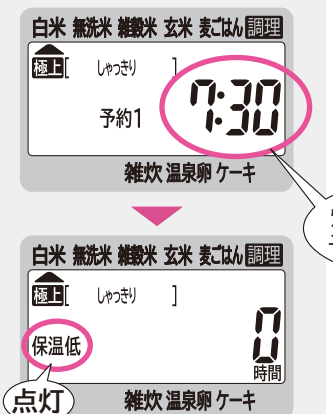 白米 無洗米 雑穀米 玄米 麦ごはん 調理
極上[ しゃっきり ]
予約1 7:30
雑炊 温泉卵 ケーキ
白米 無洗米 雑穀米 玄米 麦ごはん 調理
極上[ しゃっきり ]
保温低 0
時間
点灯 雑炊 温泉卵 ケーキ